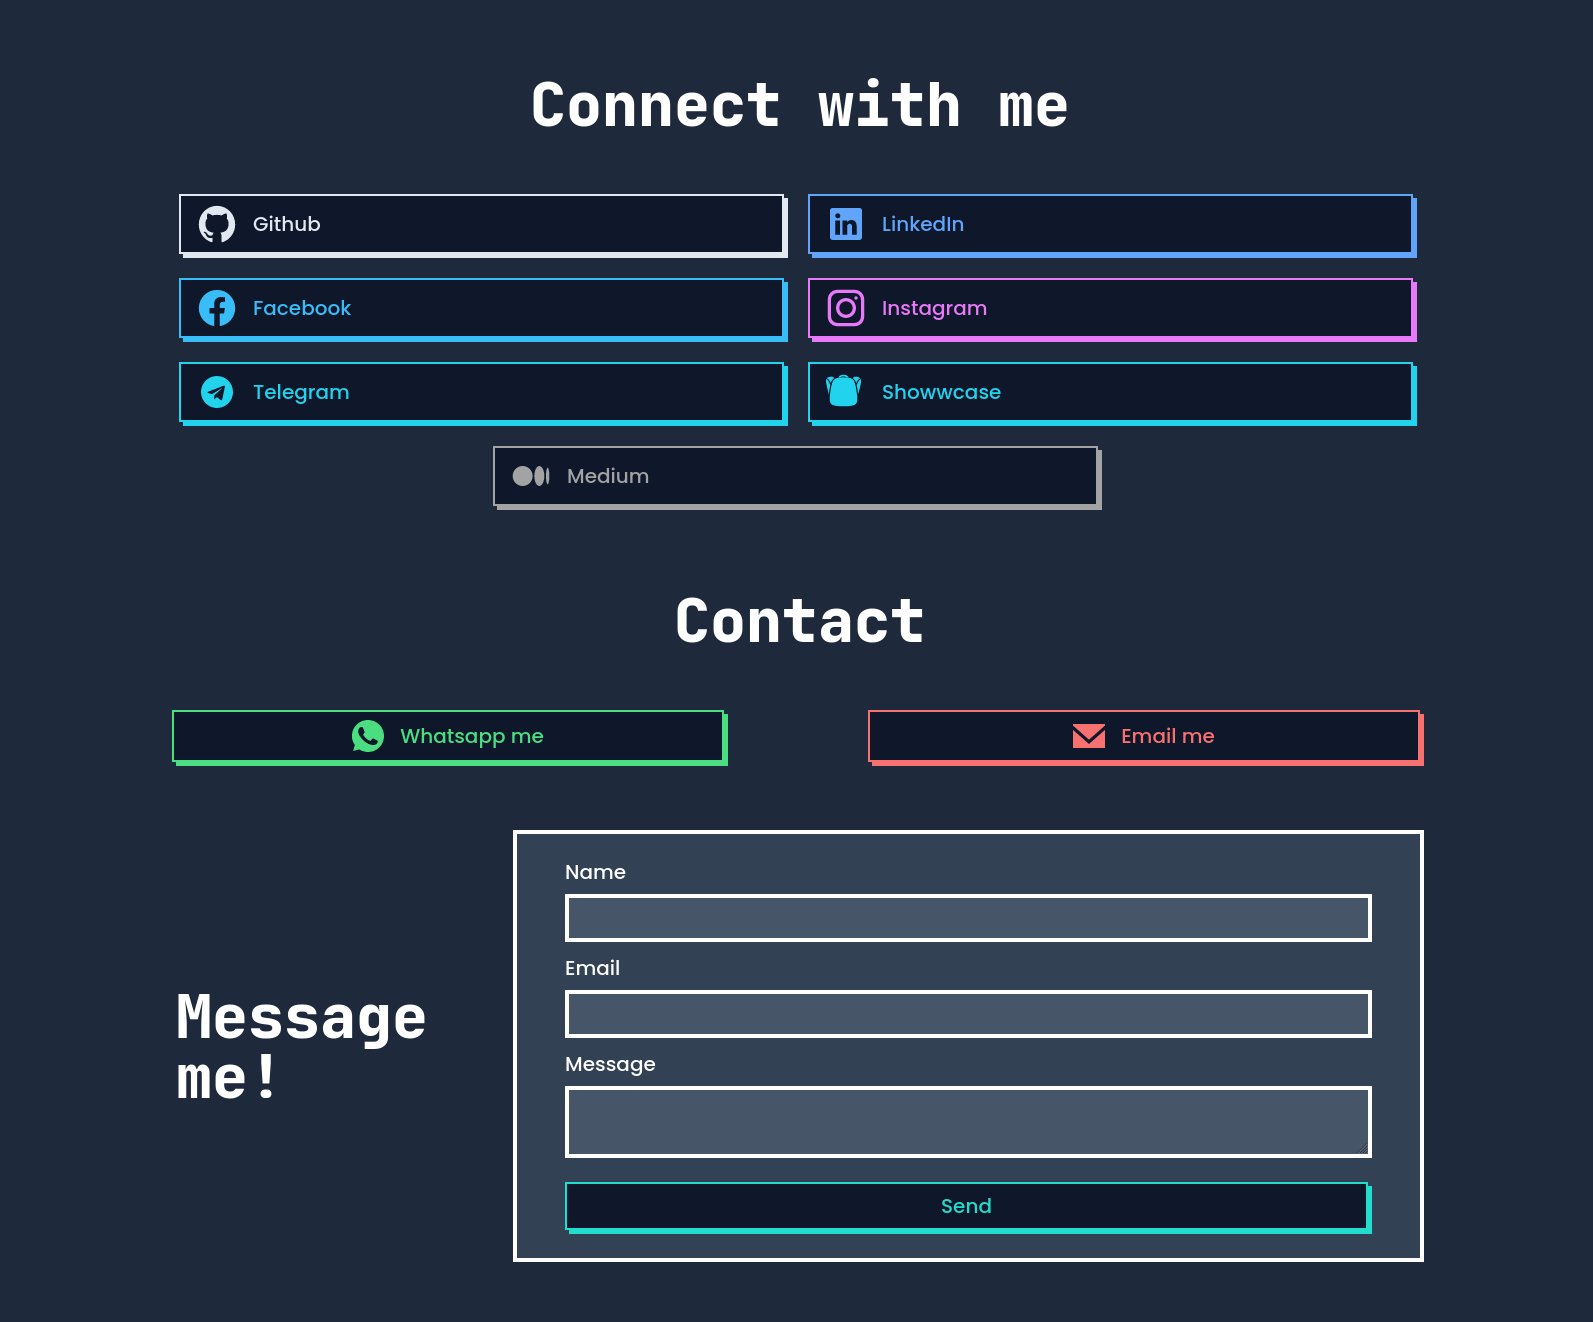 Connect with me
Github
LinkedIn
Facebook
Instagram
Telegram
Showwcase
Medium
Contact
Whatsapp me
Email me
Message
me!
Name
Email
Message
Send